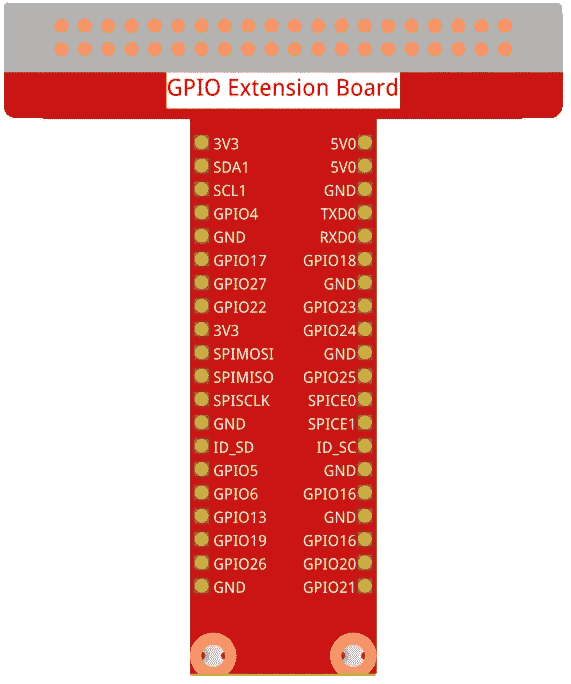 GPIO Extension Board
3V3 5V0
SDA1 5V0
SCL1 GND
GPIO4 TXD0
GND RXD0
GPIO17 GPIO18
GPIO27 GND
GPIO22 GPIO23
3V3 GPIO24
SPIMOSI GND
SPIMISO GPIO25
SPISCLK SPICE0
GND SPICE1
ID_SD ID_SC
GPIO5 GND
GPIO6 GPIO16
GPIO13 GND
GPIO19 GPIO16
GPIO26 GPIO20
GND GPIO21